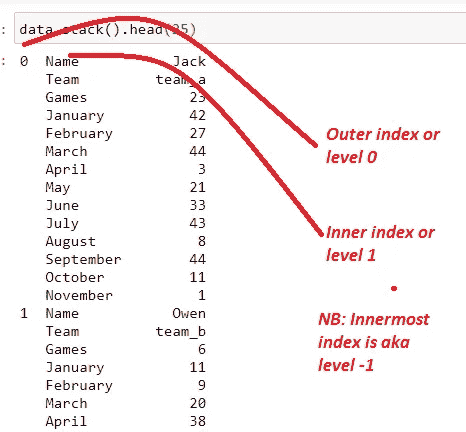 : data.stack().head(25)
: 0 Name Jack
Team team_a
Games 23
January 42
February 27
March 44
April 3
May 21
June 33
July 43
August 8
September 44
October 11
November 1
1 Name Owen
Team team_b
Games 6
January 11
February 9
March 20
April 38
Outer index or
level 0
Inner index or
level 1
NB: Innermost
index is aka
level -1